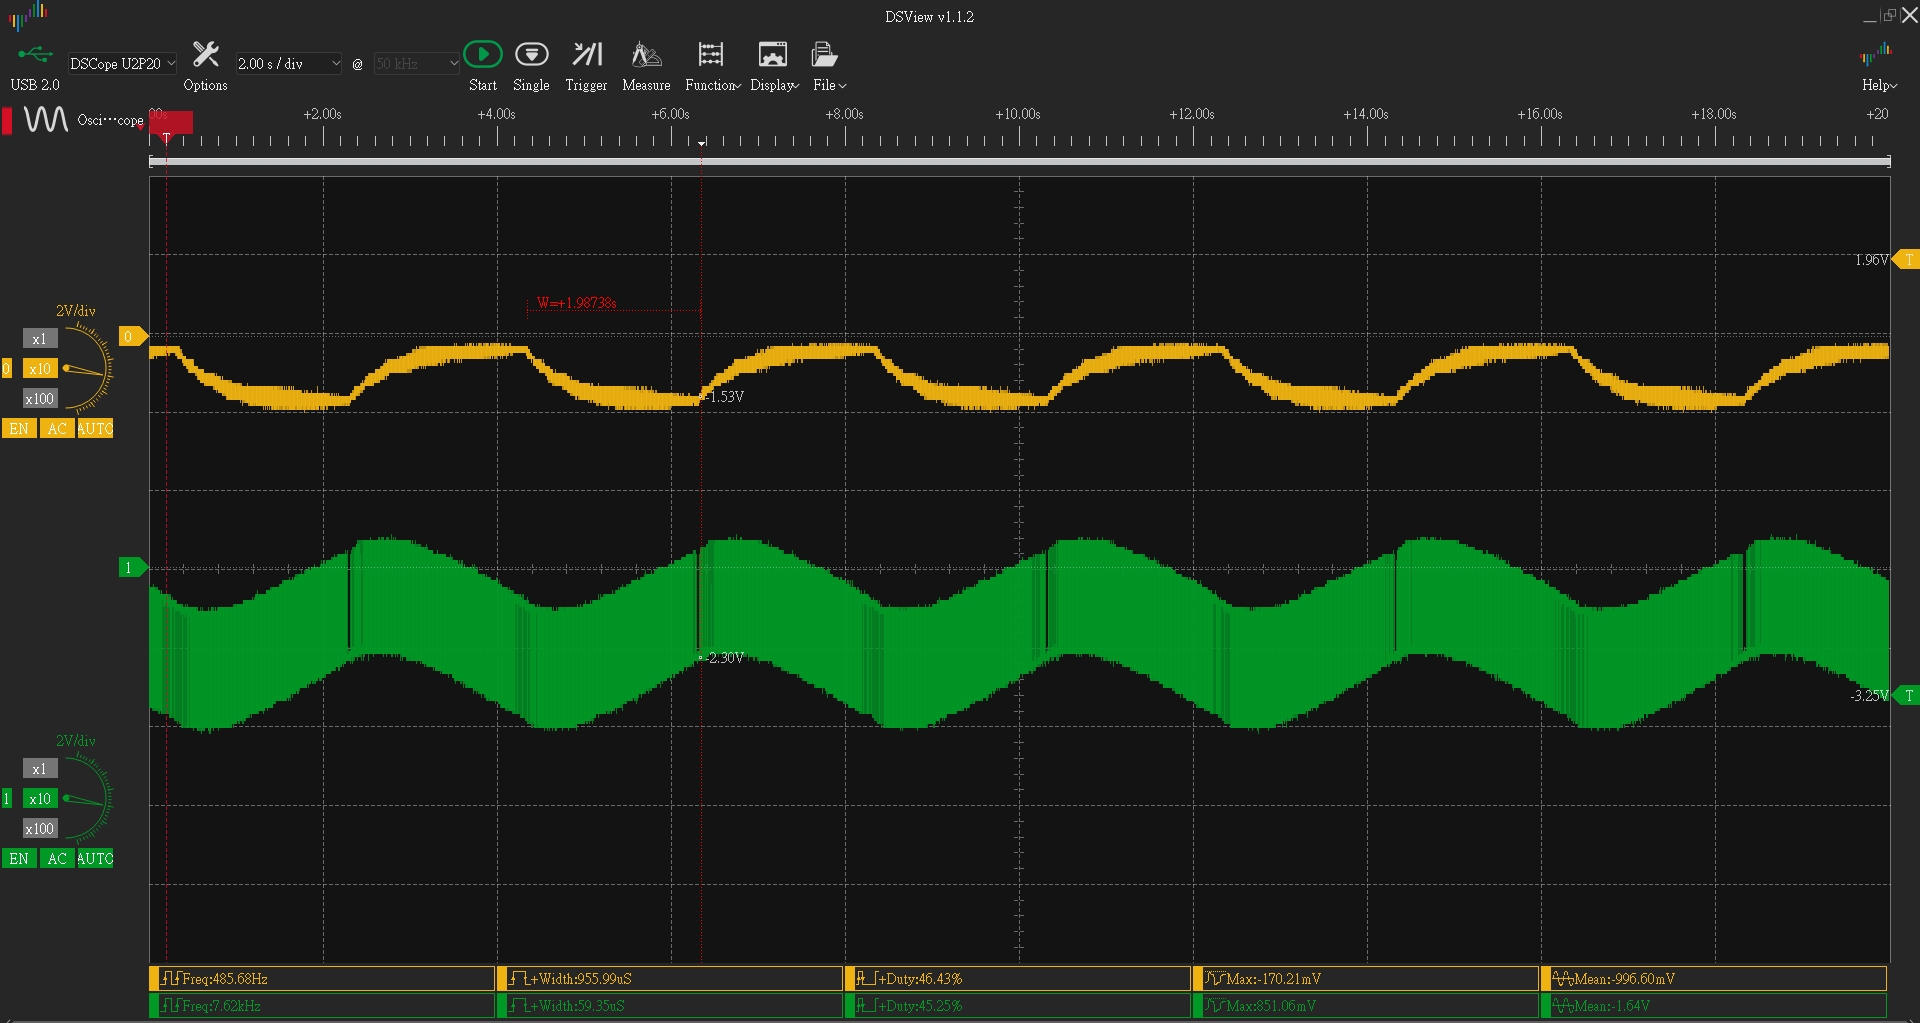 DSView v1.1.2
USB 2.0
DSCope U2P20
Options
2.00 s / div
@
50 kHz
Start
Single
Trigger
Measure
Function
Display
File
Help
Osci⋯cope
00s
+2.00s
+4.00s
+6.00s
+8.00s
+10.00s
+12.00s
+14.00s
+16.00s
+18.00s
+20
T
1.96V
T
W=+1.98738s
2V/div
x1
0
x10
x100
EN
AC
AUTO
0
-1.53V
1
-2.30V
-3.25V
T
2V/div
x1
1
x10
x100
EN
AC
AUTO
Freq:485.68Hz
+Width:955.99uS
+Duty:46.43%
Max:-170.21mV
Mean:-996.60mV
Freq:7.62kHz
+Width:59.35uS
+Duty:45.25%
Max:851.06mV
Mean:-1.64V